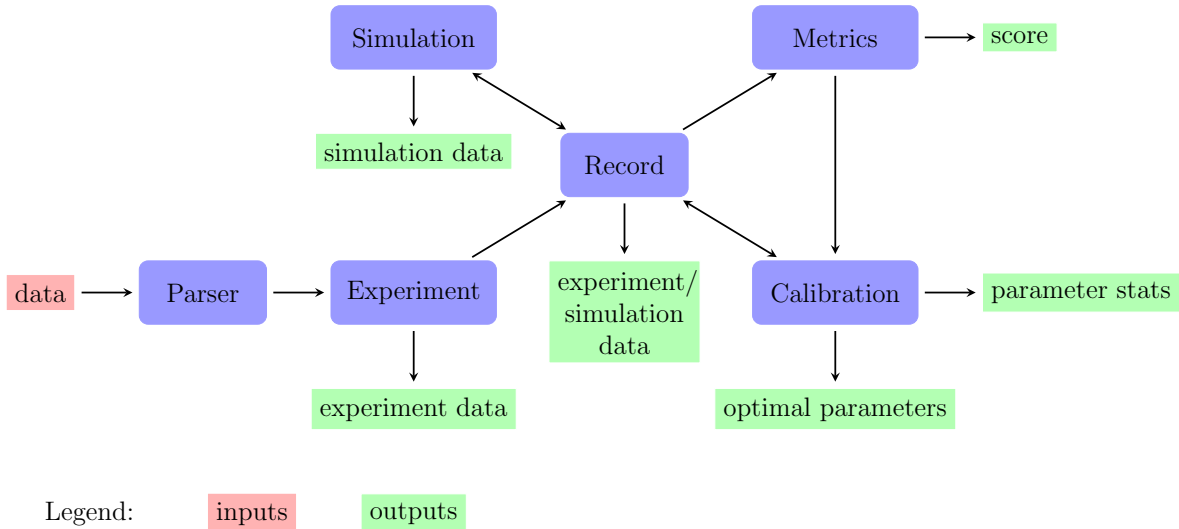 Simulation
Metrics
score
simulation data
Record
data
Parser
Experiment
experiment/
simulation
data
Calibration
parameter stats
experiment data
optimal parameters
Legend:
inputs
outputs